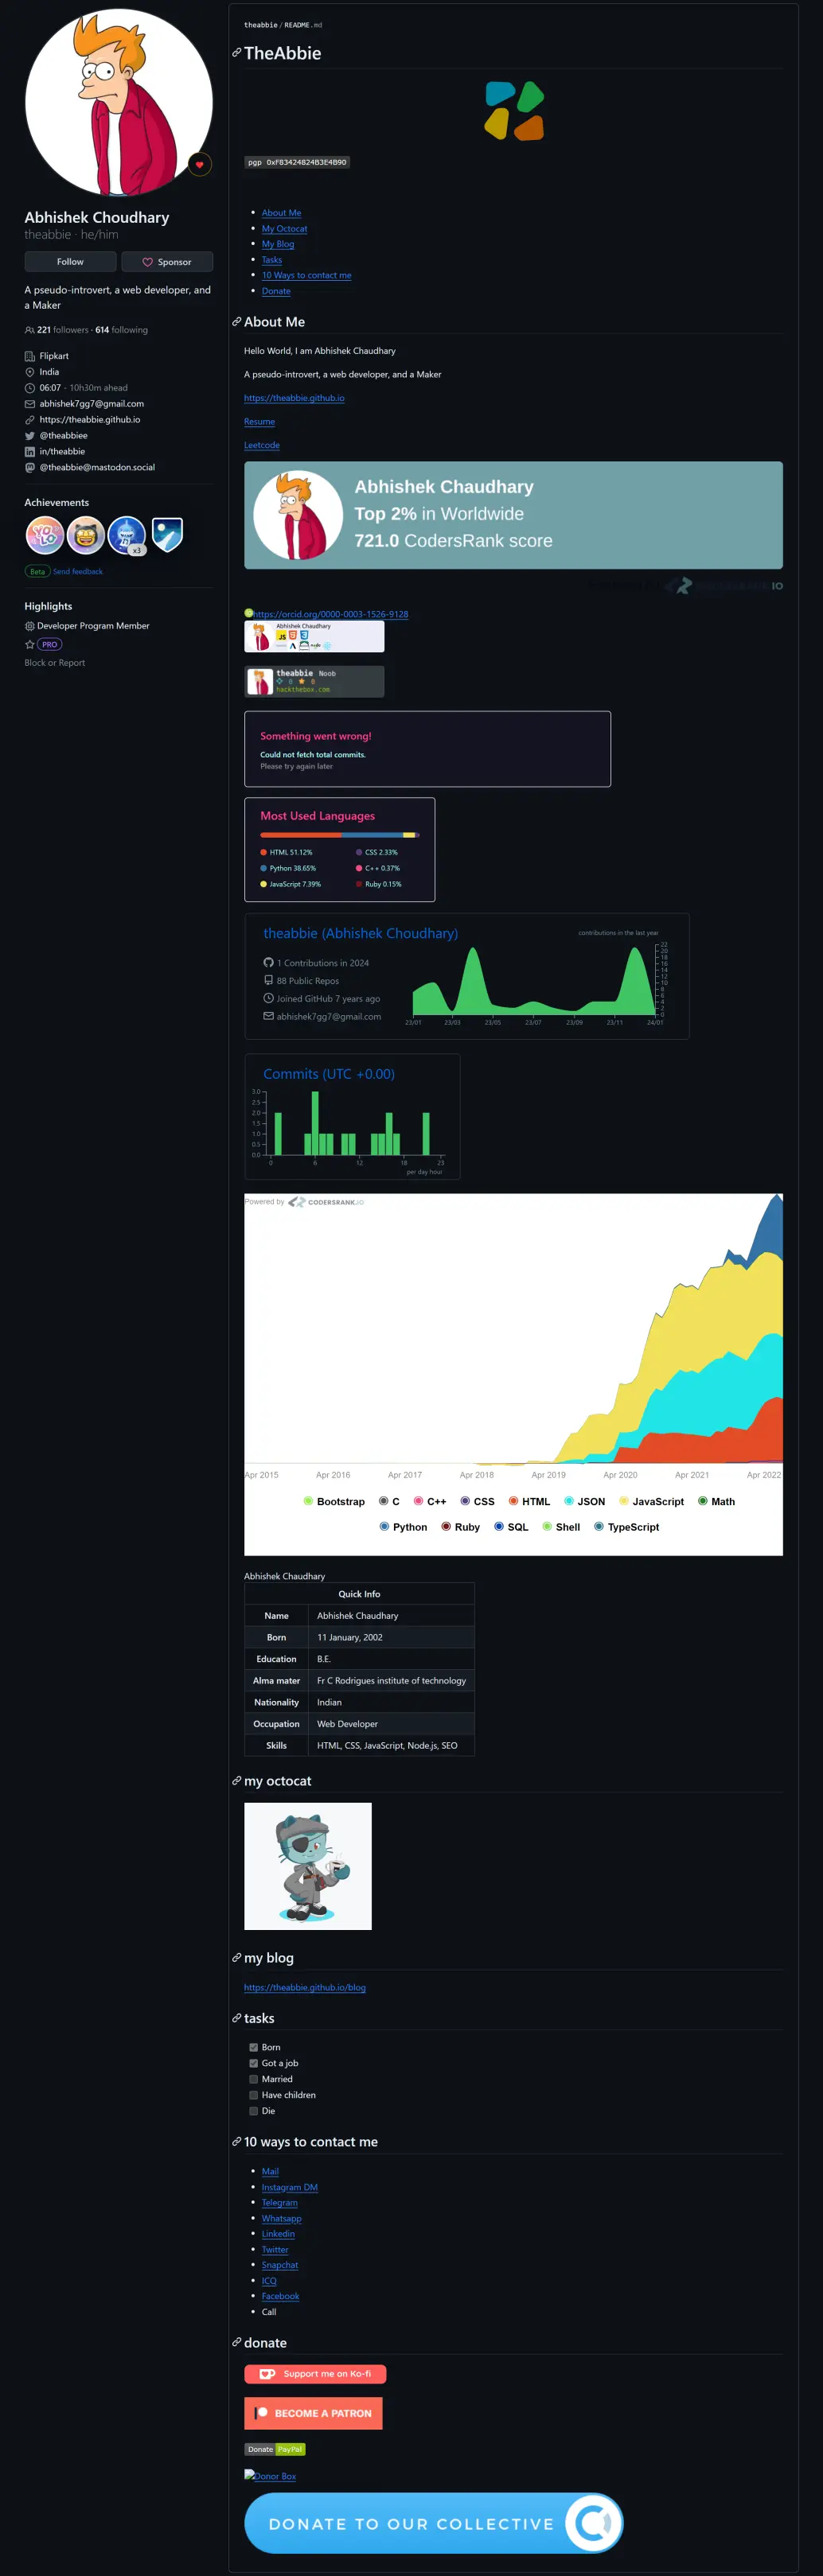 Abhishek Choudhary
theabbie · he/him
Follow
Sponsor
A pseudo-introvert, a web developer, and
a Maker
221 followers · 614 following
Flipkart
India
06:07 · 10h30m ahead
abhishek7gg7@gmail.com
https://theabbie.github.io
@theabbiee
in/theabbie
@theabbie@mastodon.social
Achievements
YOLO
x3
Beta Send feedback
Highlights
Developer Program Member
PRO
Block or Report
theabbie / README.md
TheAbbie
pgp 0xF83424824B3E4B90
About Me
My Octocat
My Blog
Tasks
10 Ways to contact me
Donate
About Me
Hello World, I am Abhishek Chaudhary
A pseudo-introvert, a web developer, and a Maker
https://theabbie.github.io
Resume
Leetcode
Abhishek Chaudhary
Top 2% in Worldwide
721.0 CodersRank score
IO
https://orcid.org/0000-0003-1526-9128
Abhishek Chaudhary
JS
theabbie Noob
0 0
hackthebox.com
Something went wrong!
Could not fetch total commits.
Please try again later
Most Used Languages
HTML 51.12%
CSS 2.33%
Python 38.65%
C++ 0.37%
JavaScript 7.39%
Ruby 0.15%
theabbie (Abhishek Choudhary)
contributions in the last year
1 Contributions in 2024
88 Public Repos
Joined GitHub 7 years ago
abhishek7gg7@gmail.com
22
20
18
16
14
12
10
8
6
4
2
0
23/01 23/03 23/05 23/07 23/09 23/11 24/01
Commits (UTC +0.00)
3.0
2.5
2.0
1.5
1.0
0.5
0.0
0 6 12 18 23
per day hour
Powered by CODERSRANK.IO
Apr 2015 Apr 2016 Apr 2017 Apr 2018 Apr 2019 Apr 2020 Apr 2021 Apr 2022
Bootstrap C C++ CSS HTML JSON JavaScript Math
Python Ruby SQL Shell TypeScript
Abhishek Chaudhary
Quick Info
Name Abhishek Chaudhary
Born 11 January, 2002
Education B.E.
Alma mater Fr C Rodrigues institute of technology
Nationality Indian
Occupation Web Developer
Skills HTML, CSS, JavaScript, Node.js, SEO
my octocat
my blog
https://theabbie.github.io/blog
tasks
Born
Got a job
Married
Have children
Die
10 ways to contact me
Mail
Instagram DM
Telegram
Whatsapp
Linkedin
Twitter
Snapchat
ICQ
Facebook
Call
donate
Support me on Ko-fi
BECOME A PATRON
Donate PayPal
Donor Box
DONATE TO OUR COLLECTIVE